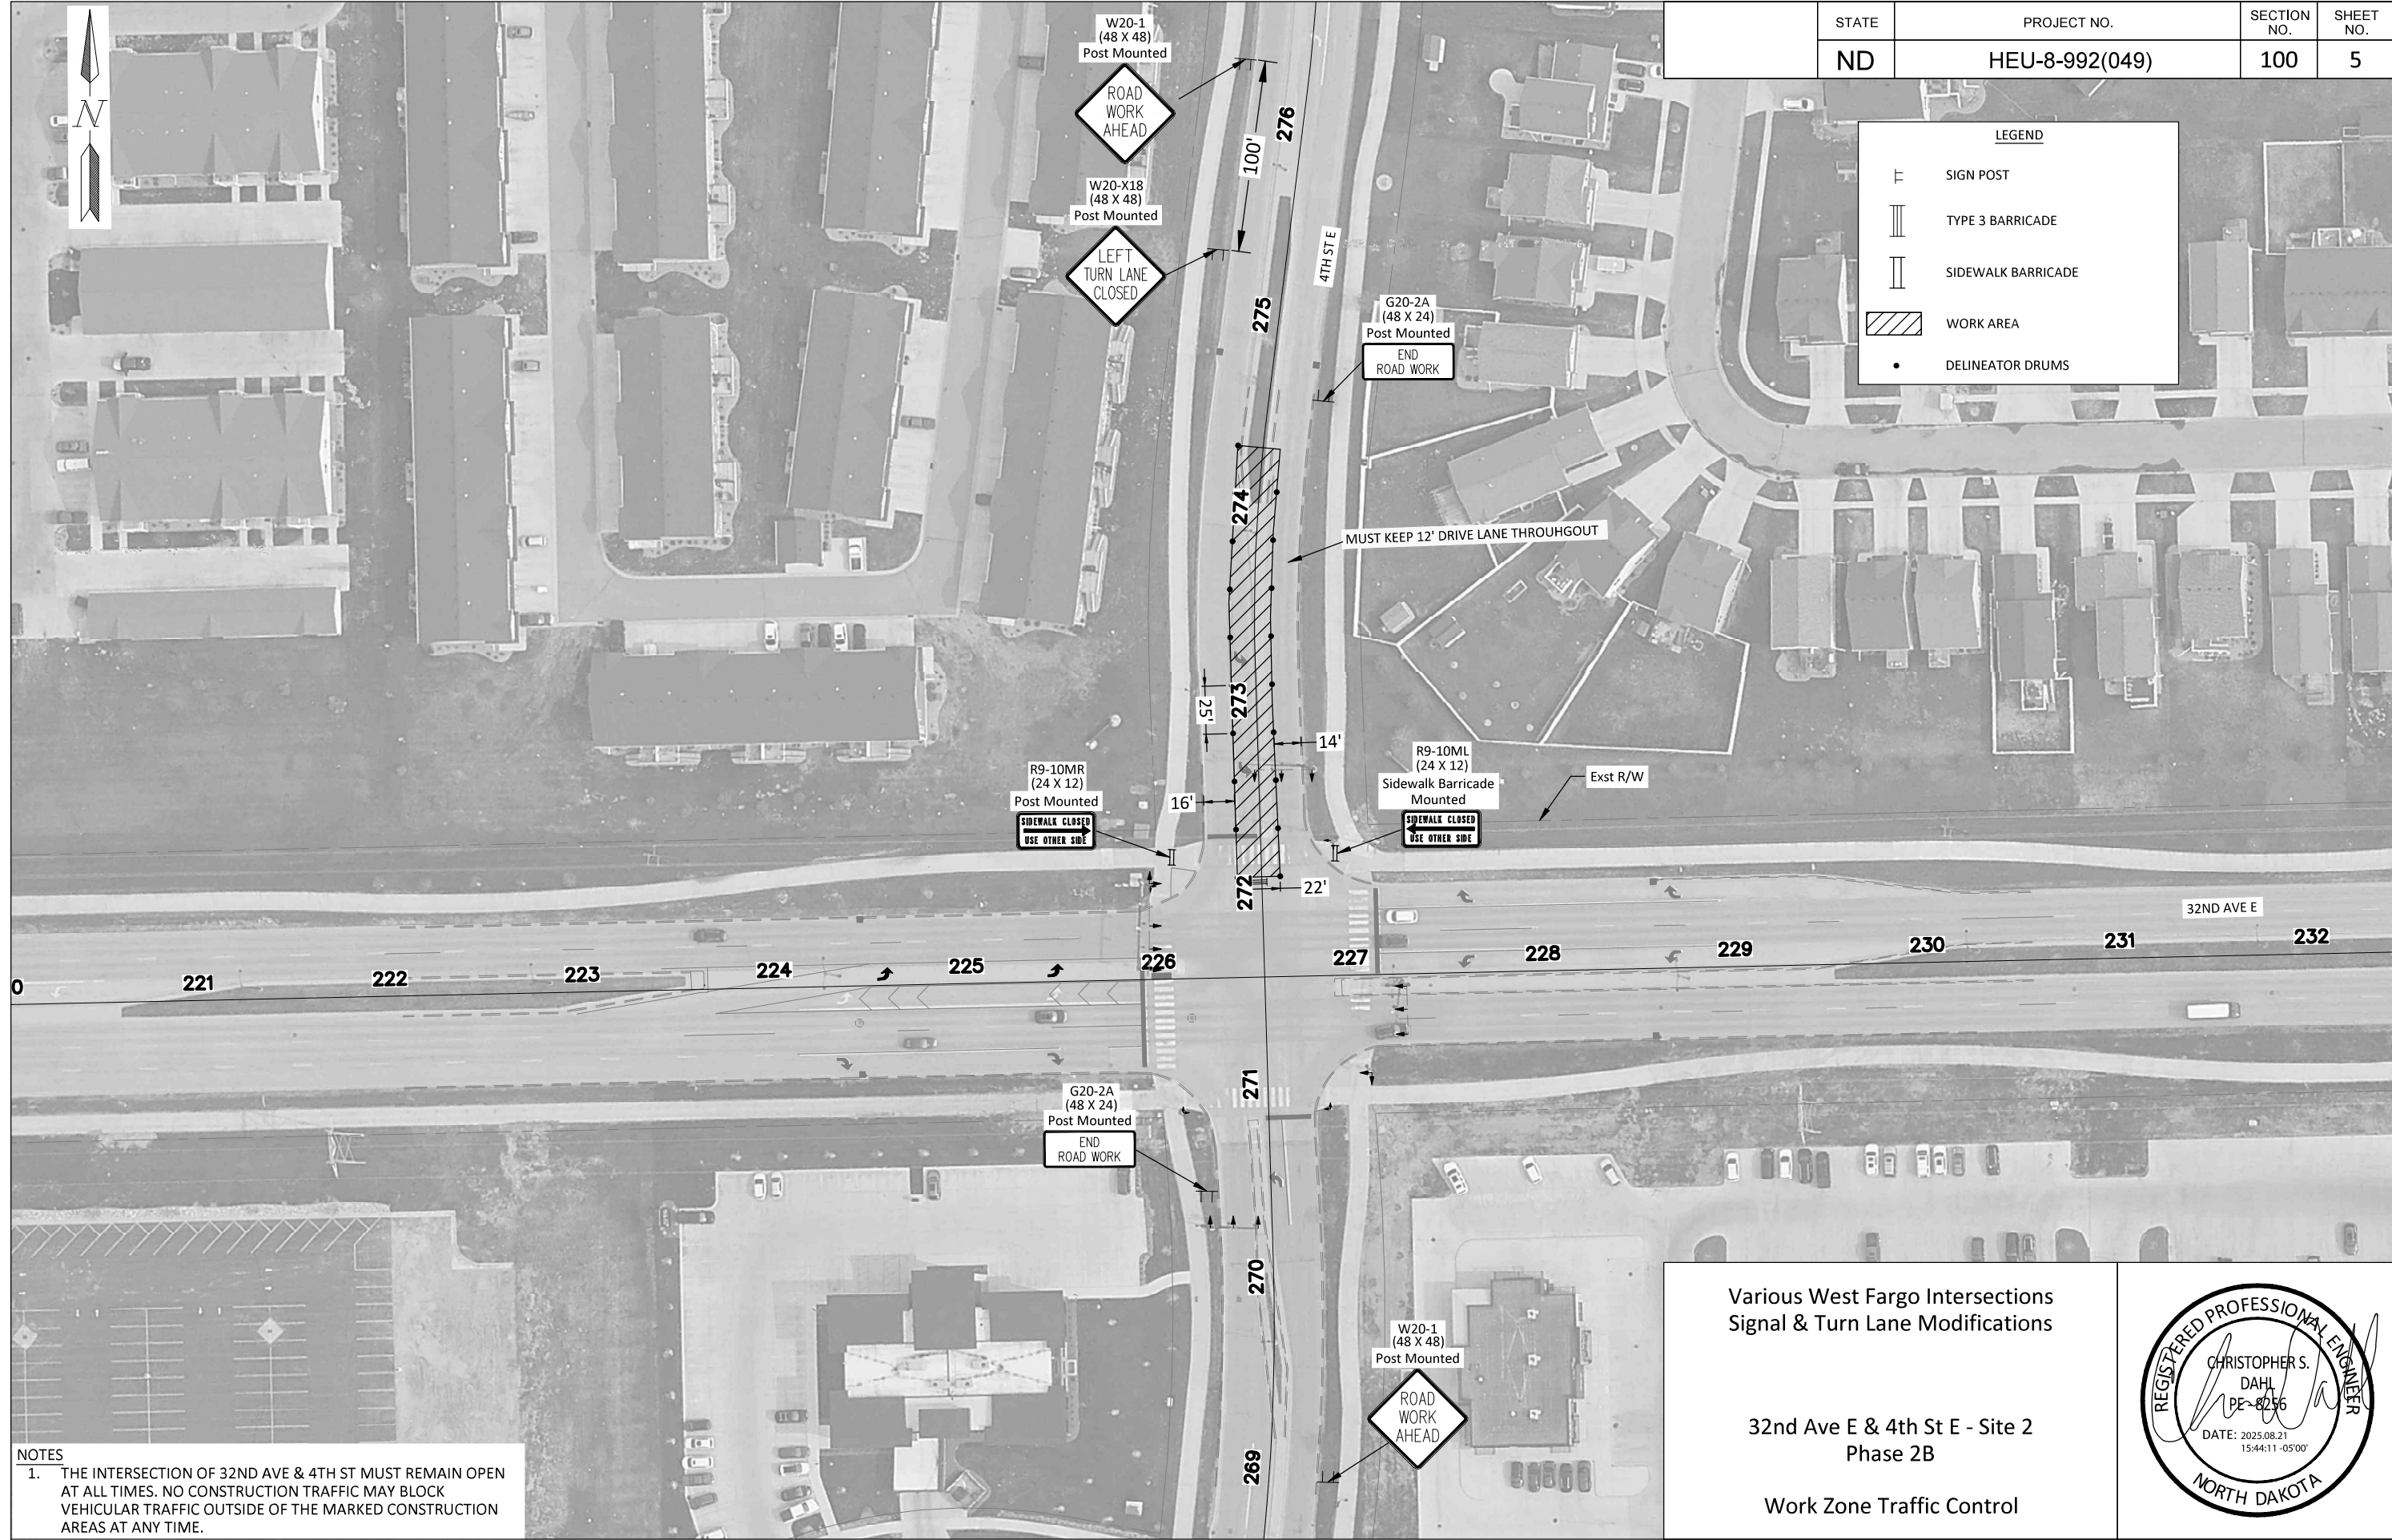 STATE
PROJECT NO.
SECTION NO.
SHEET NO.
ND
HEU-8-992(049)
100
5
N
W20-1
(48 X 48)
Post Mounted
ROAD
WORK
AHEAD
276
100'
W20-X18
(48 X 48)
Post Mounted
LEFT
TURN LANE
CLOSED
4TH ST E
275
LEGEND
SIGN POST
TYPE 3 BARRICADE
SIDEWALK BARRICADE
WORK AREA
DELINEATOR DRUMS
G20-2A
(48 X 24)
Post Mounted
END
ROAD WORK
274
MUST KEEP 12' DRIVE LANE THROUHGOUT
273
25'
14'
R9-10MR
(24 X 12)
Post Mounted
SIDEWALK CLOSED
USE OTHER SIDE
16'
R9-10ML
(24 X 12)
Sidewalk Barricade
Mounted
SIDEWALK CLOSED
USE OTHER SIDE
Exst R/W
272
22'
32ND AVE E
0 221 222 223 224 225 226 227 228 229 230 231 232
271
G20-2A
(48 X 24)
Post Mounted
END
ROAD WORK
270
W20-1
(48 X 48)
Post Mounted
ROAD
WORK
AHEAD
269
NOTES
1. THE INTERSECTION OF 32ND AVE & 4TH ST MUST REMAIN OPEN
AT ALL TIMES. NO CONSTRUCTION TRAFFIC MAY BLOCK
VEHICULAR TRAFFIC OUTSIDE OF THE MARKED CONSTRUCTION
AREAS AT ANY TIME.
Various West Fargo Intersections
Signal & Turn Lane Modifications
32nd Ave E & 4th St E - Site 2
Phase 2B
Work Zone Traffic Control
REGISTERED PROFESSIONAL ENGINEER
CHRISTOPHER S.
DAHL
PE - 8256
DATE: 2025.08.21
15:44:11 -05'00'
NORTH DAKOTA